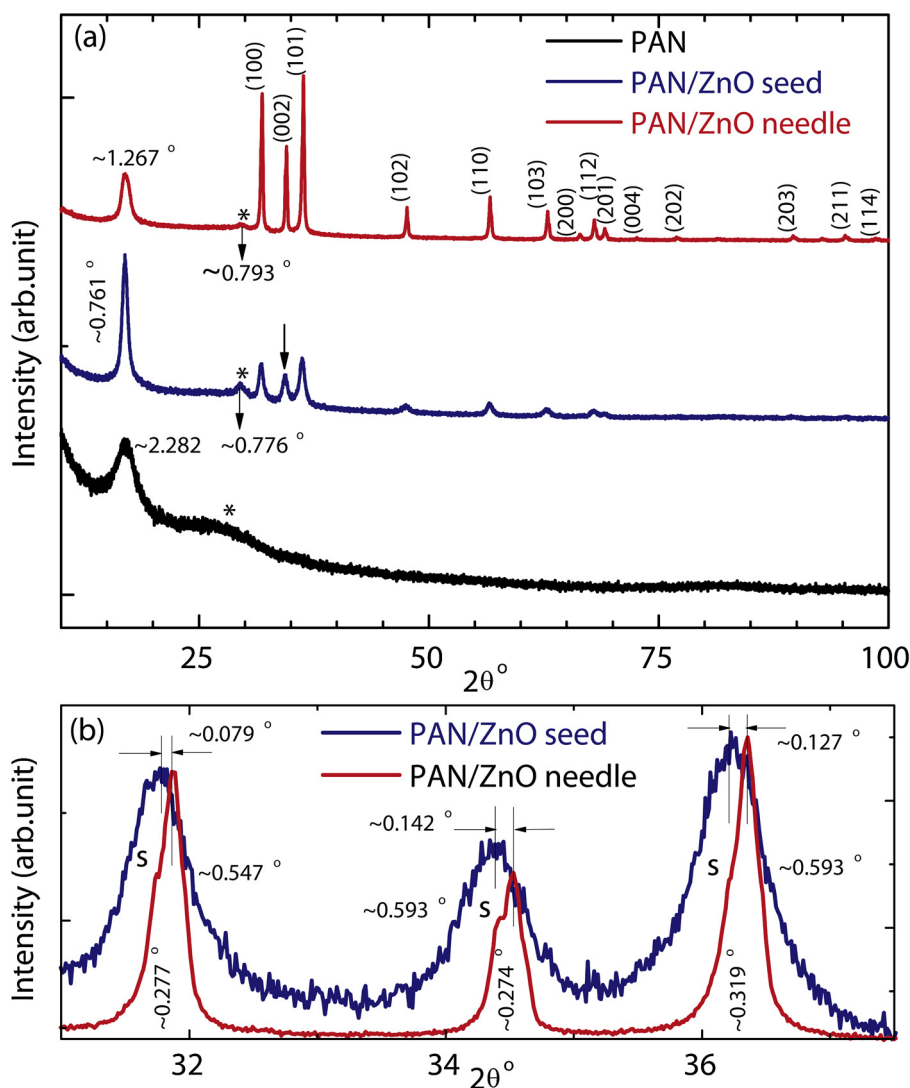 (a)
PAN
PAN/ZnO seed
PAN/ZnO needle
(100)
(002)
(101)
(102)
(110)
(103)
(200)
(112)
(201)
(004)
(202)
(203)
(211)
(114)
~1.267 °
*
~0.793 °
~0.761 °
*
~0.776 °
~2.282
*
Intensity (arb.unit)
25 50 75 100
2θ°
(b)
PAN/ZnO seed
PAN/ZnO needle
~0.079 °
~0.127 °
~0.142 °
S
~0.547 °
~0.593 °
S
S
~0.593 °
~0.277 °
~0.274 °
~0.319 °
Intensity (arb.unit)
32 34 36
2θ°